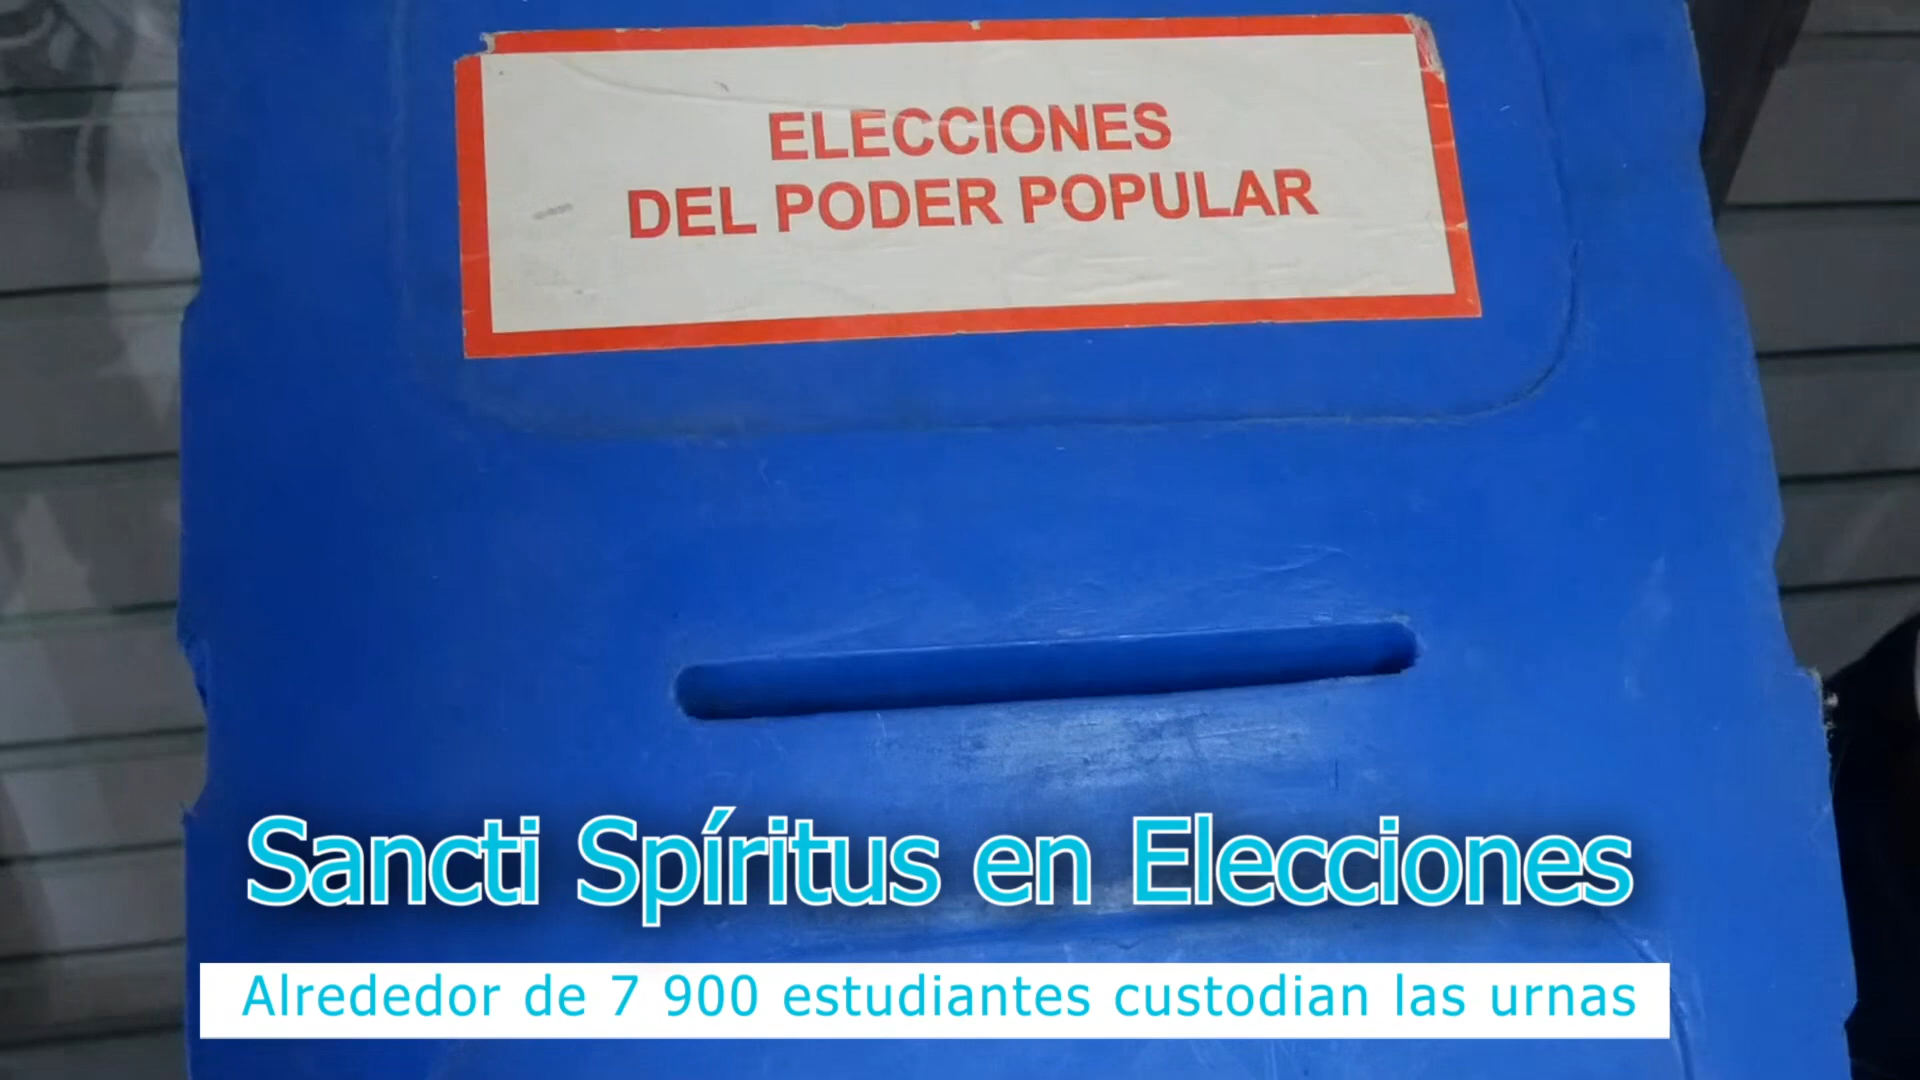 ELECCIONES
DEL PODER POPULAR
Sancti Spíritus en Elecciones
Alrededor de 7 900 estudiantes custodian las urnas